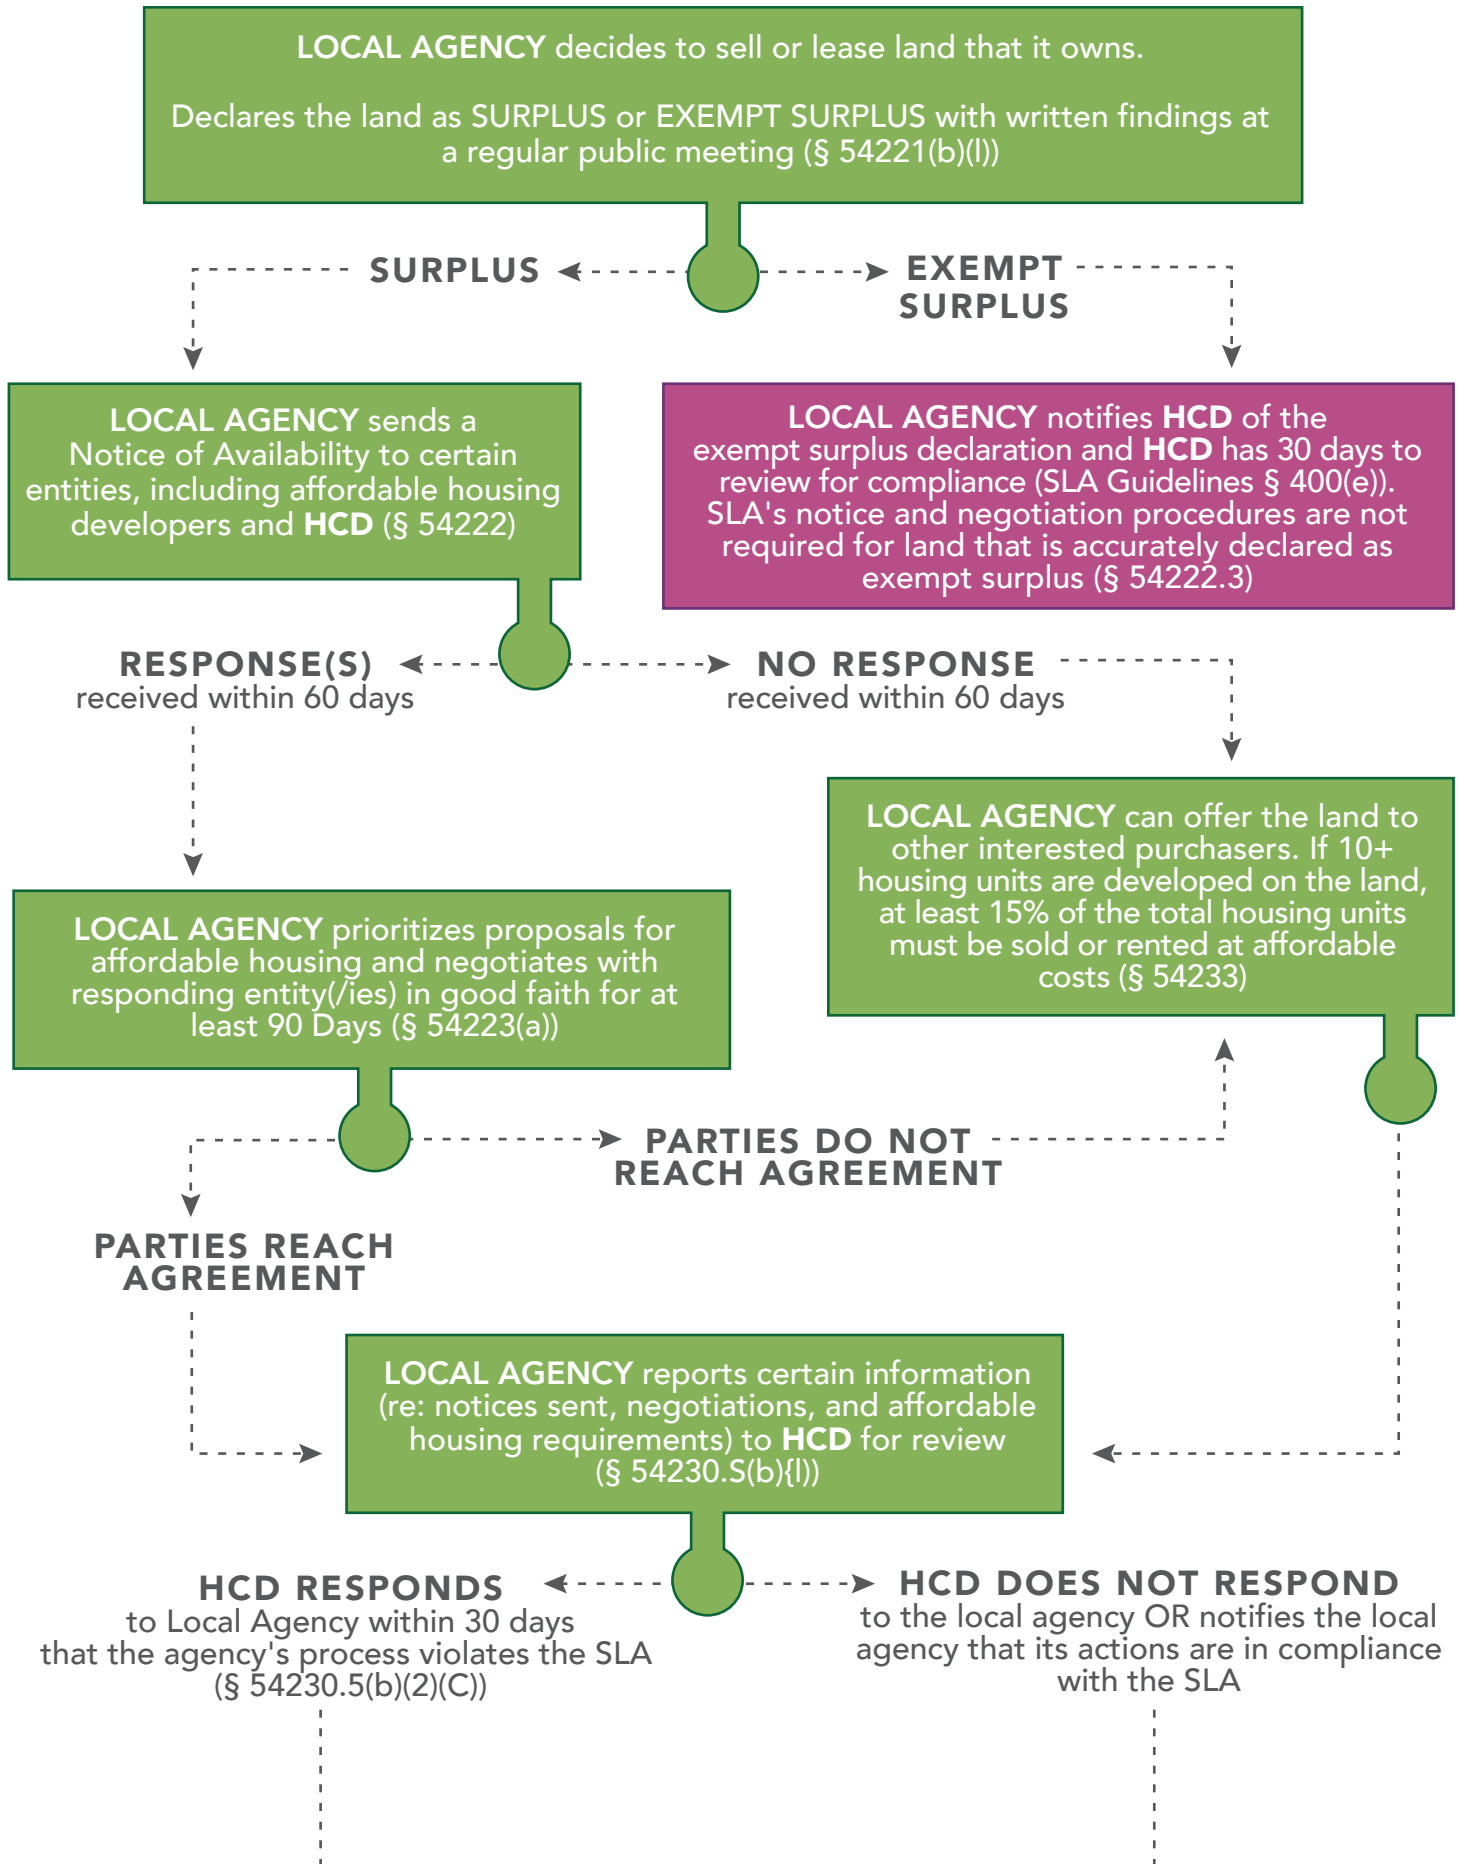 LOCAL AGENCY decides to sell or lease land that it owns.
Declares the land as SURPLUS or EXEMPT SURPLUS with written findings at
a regular public meeting (§ 54221(b)(l))
SURPLUS
EXEMPT
SURPLUS
LOCAL AGENCY sends a
Notice of Availability to certain
entities, including affordable housing
developers and HCD (§ 54222)
LOCAL AGENCY notifies HCD of the
exempt surplus declaration and HCD has 30 days to
review for compliance (SLA Guidelines § 400(e)).
SLA's notice and negotiation procedures are not
required for land that is accurately declared as
exempt surplus (§ 54222.3)
RESPONSE(S)
received within 60 days
NO RESPONSE
received within 60 days
LOCAL AGENCY can offer the land to
other interested purchasers. If 10+
housing units are developed on the land,
at least 15% of the total housing units
must be sold or rented at affordable
costs (§ 54233)
LOCAL AGENCY prioritizes proposals for
affordable housing and negotiates with
responding entity(/ies) in good faith for at
least 90 Days (§ 54223(a))
PARTIES DO NOT
REACH AGREEMENT
PARTIES REACH
AGREEMENT
LOCAL AGENCY reports certain information
(re: notices sent, negotiations, and affordable
housing requirements) to HCD for review
(§ 54230.S(b){l))
HCD RESPONDS
to Local Agency within 30 days
that the agency's process violates the SLA
(§ 54230.5(b)(2)(C))
HCD DOES NOT RESPOND
to the local agency OR notifies the local
agency that its actions are in compliance
with the SLA